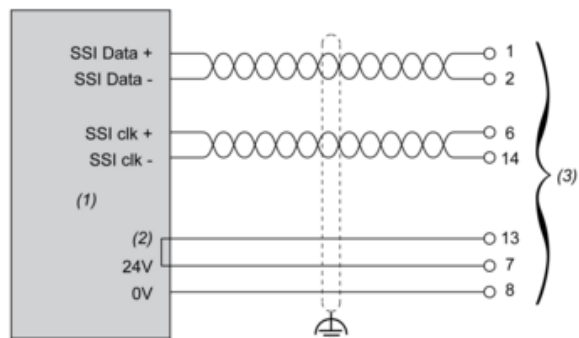 SSI Data + 1
SSI Data - 2
SSI clk + 6
SSI clk - 14
(1)
(3)
(2) 13
24V 7
0V 8